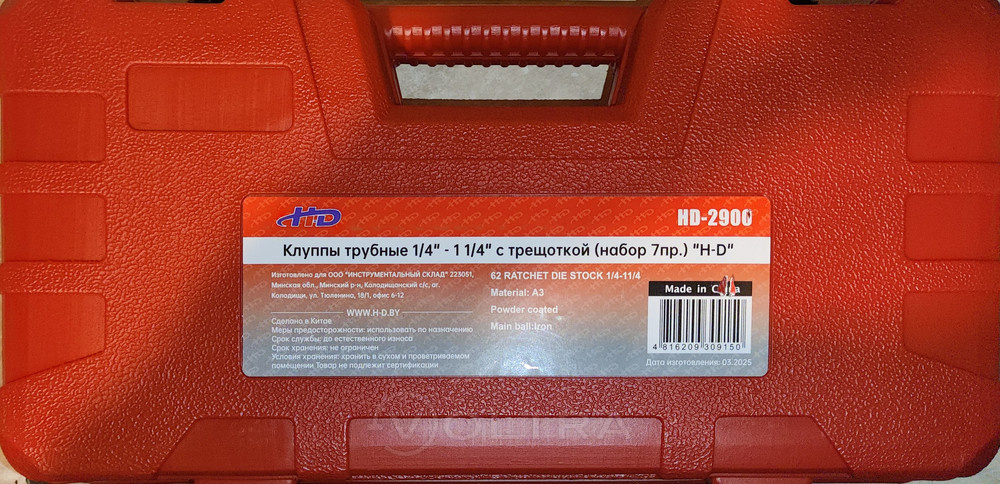 HD
HD-2900
Клуппы трубные 1/4" - 1 1/4" с трещоткой (набор 7пр.) "H-D"
Изготовлено для ООО "ИНСТРУМЕНТАЛЬНЫЙ СКЛАД" 223051,
Минская обл., Минский р-н, Колодищанский с/с, аг.
Колодищи, ул. Тюленина, 18/1, офис 6-12
WWW.H-D.BY
Сделано в Китае
Меры предосторожности: использовать по назначению
Срок службы: до естественного износа
Срок хранения: не ограничен
Условия хранения: хранить в сухом и проветриваемом
помещении Товар не подлежит сертификации
62 RATCHET DIE STOCK 1/4-11/4
Material: A3
Powder coated
Main ball:Iron
Made in
4 816209 309150
Дата изготовления: 03.2025
VOLTRA